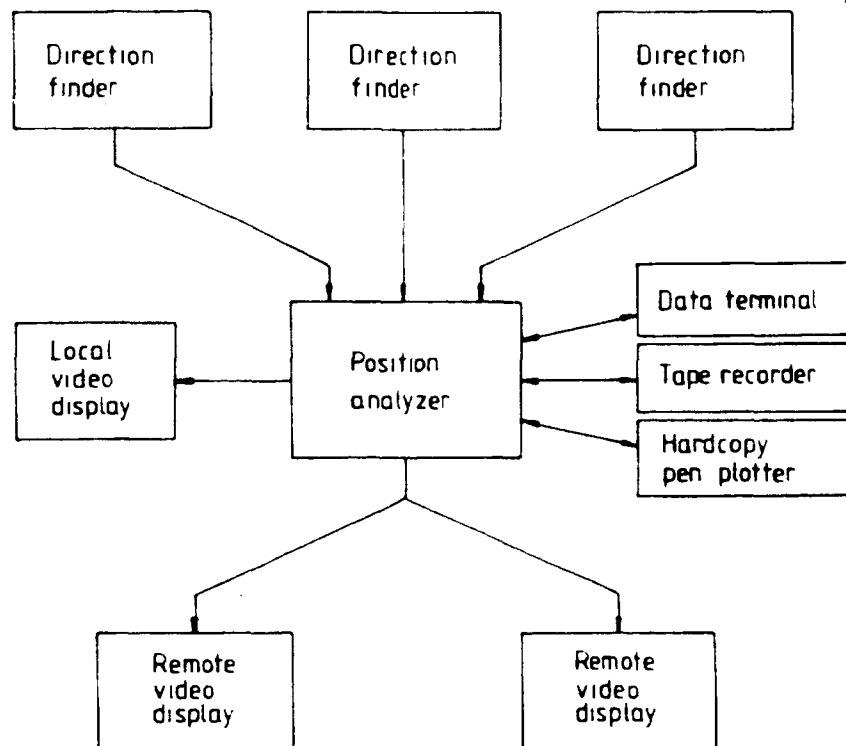 Direction
finder
Direction
finder
Direction
finder
Data terminal
Local
video
display
Position
analyzer
Tape recorder
Hardcopy
pen plotter
Remote
video
display
Remote
video
display